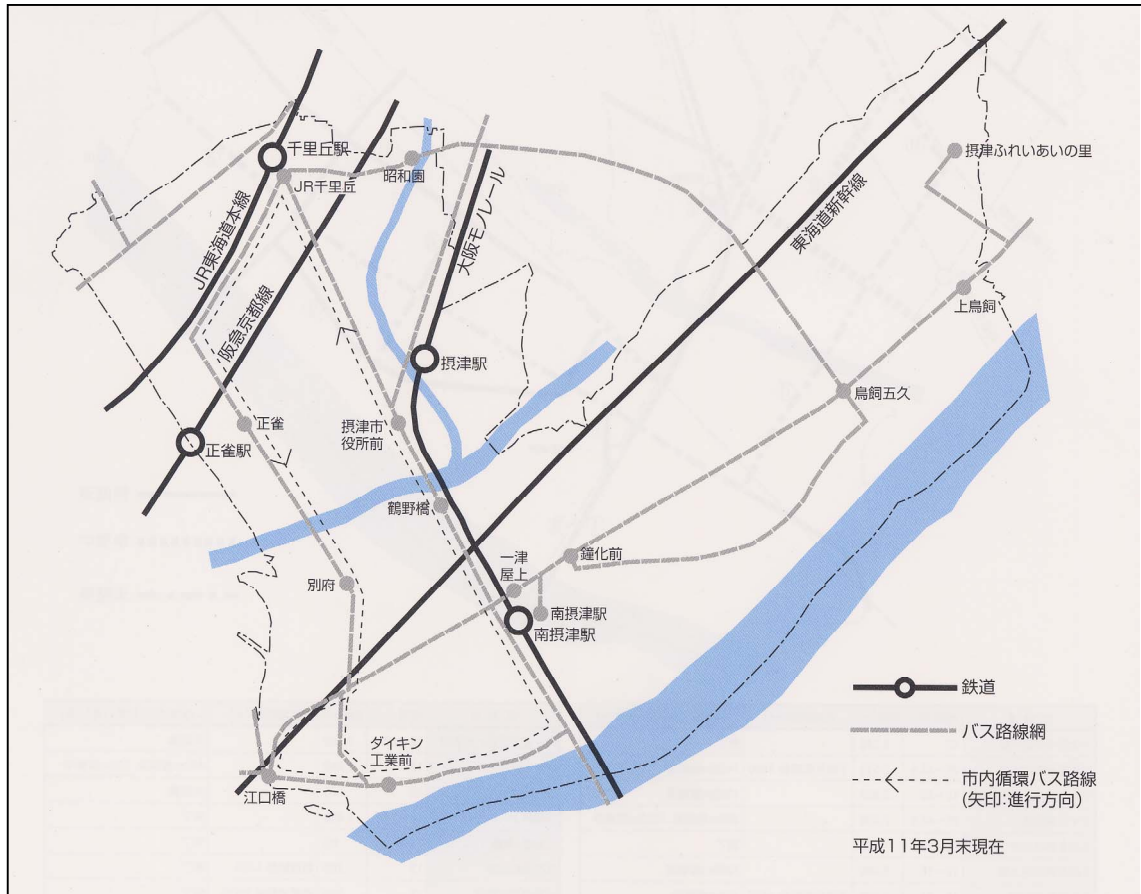 千里丘駅
JR千里丘
昭和園
JR東海道本線
阪急京都線
大阪モノレール
東海道新幹線
摂津ふれいあいの里
上鳥飼
鳥飼五久
摂津駅
摂津市
役所前
正雀
正雀駅
鶴野橋
一津
屋上
鐘化前
別府
南摂津駅
南摂津駅
ダイキン
工業前
江口橋
鉄道
バス路線網
市内循環バス路線
(矢印:進行方向)
平成11年3月末現在